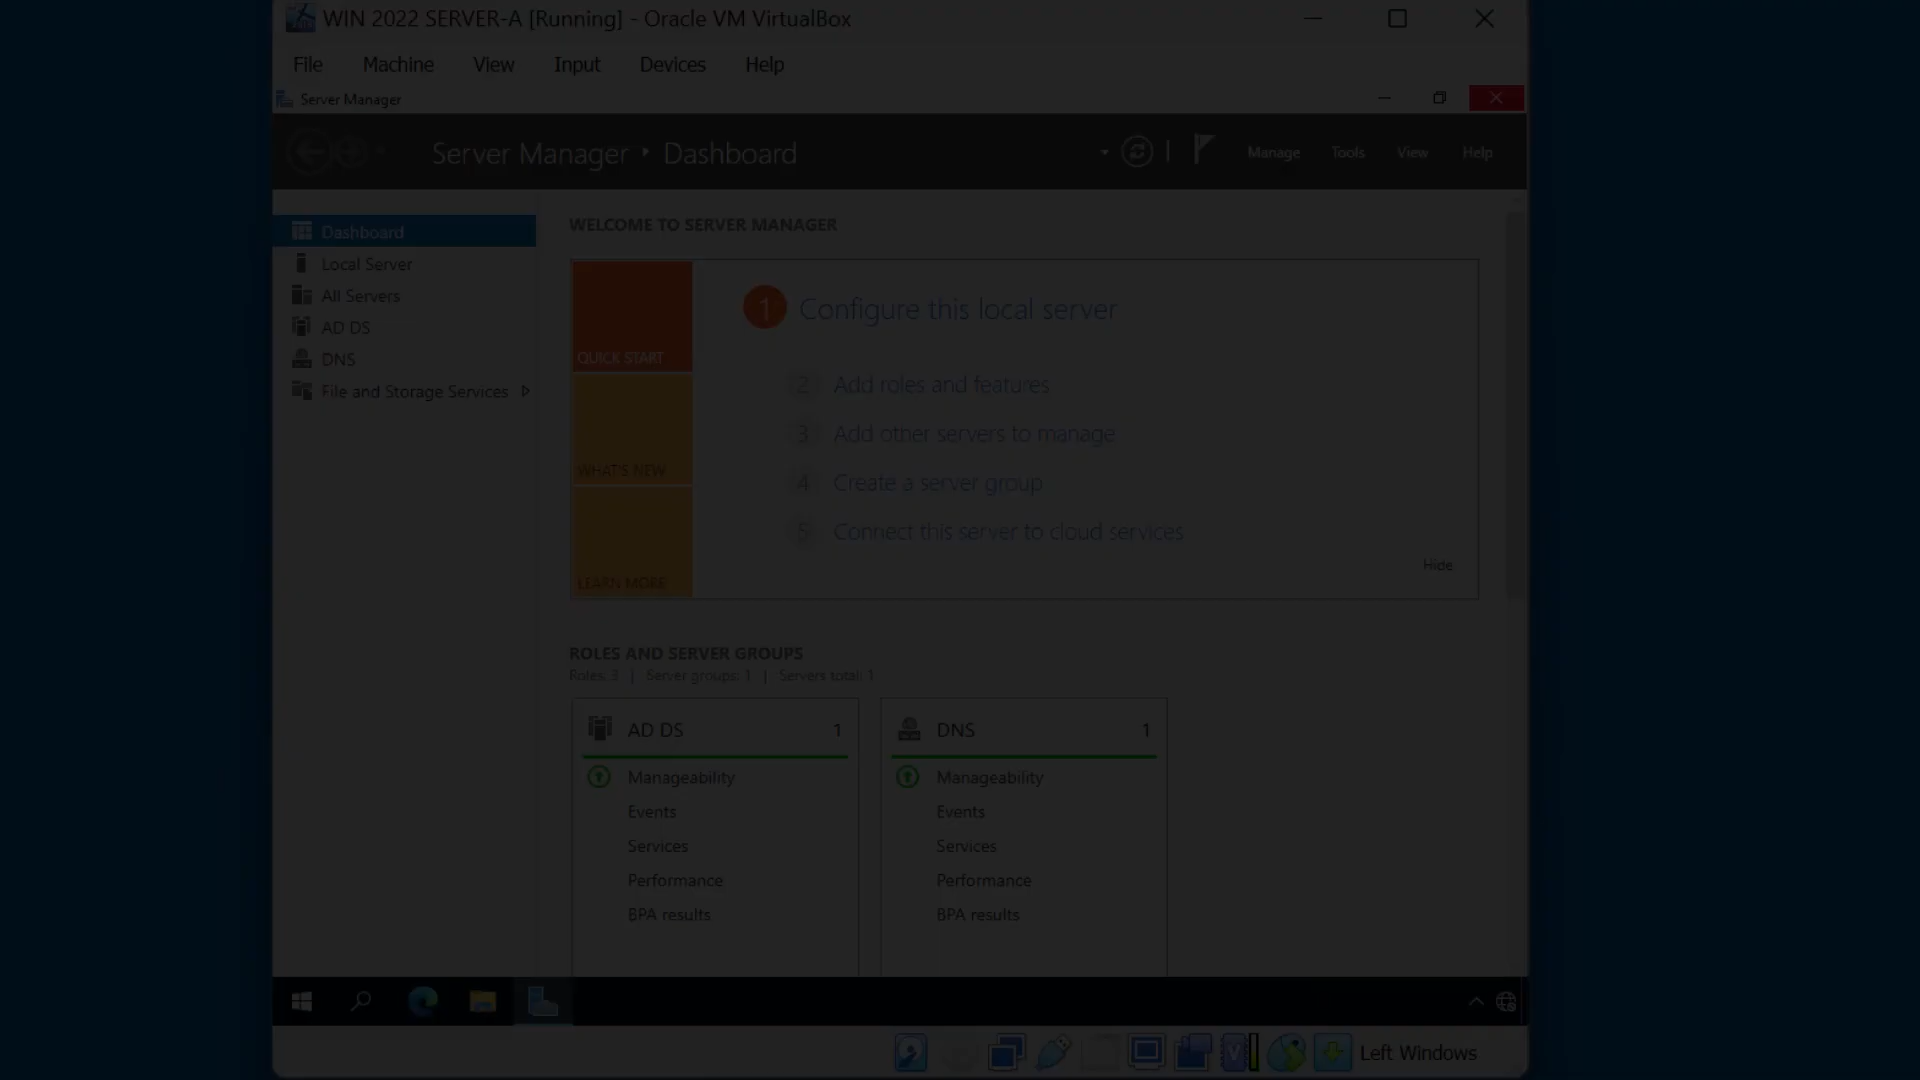 WIN 2022 SERVER-A [Running] - Oracle VM VirtualBox
File Machine View Input Devices Help
Server Manager
Server Manager ‣ Dashboard
Manage Tools View Help
Dashboard
Local Server
All Servers
AD DS
DNS
File and Storage Services
WELCOME TO SERVER MANAGER
QUICK START
WHAT'S NEW
LEARN MORE
1 Configure this local server
2 Add roles and features
3 Add other servers to manage
4 Create a server group
5 Connect this server to cloud services
Hide
ROLES AND SERVER GROUPS
Roles: 3 | Server groups: 1 | Servers total: 1
AD DS 1
Manageability
Events
Services
Performance
BPA results
DNS 1
Manageability
Events
Services
Performance
BPA results
Left Windows